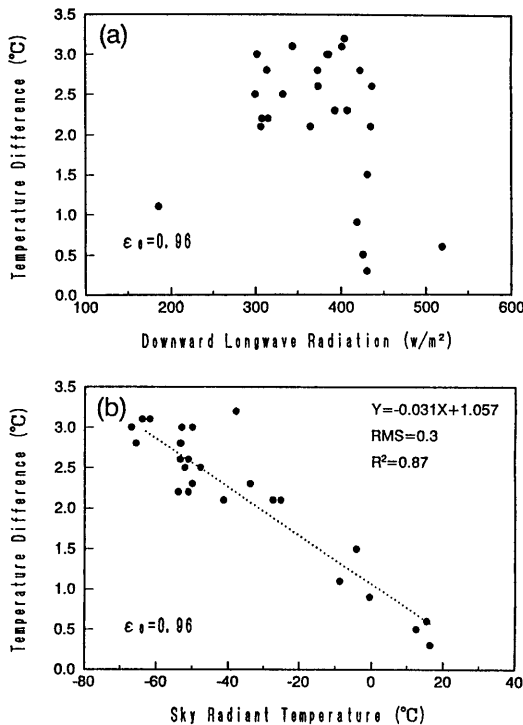 (a)
Temperature Difference (°C)
3.5
3.0
2.5
2.0
1.5
1.0
0.5
0.0
ε₀=0.96
100 200 300 400 500 600
Downward Longwave Radiation (w/m²)
(b)
Temperature Difference (°C)
3.5
3.0
2.5
2.0
1.5
1.0
0.5
0.0
Y=-0.031X+1.057
RMS=0.3
R²=0.87
ε₀=0.96
-80 -60 -40 -20 0 20 40
Sky Radiant Temperature (°C)